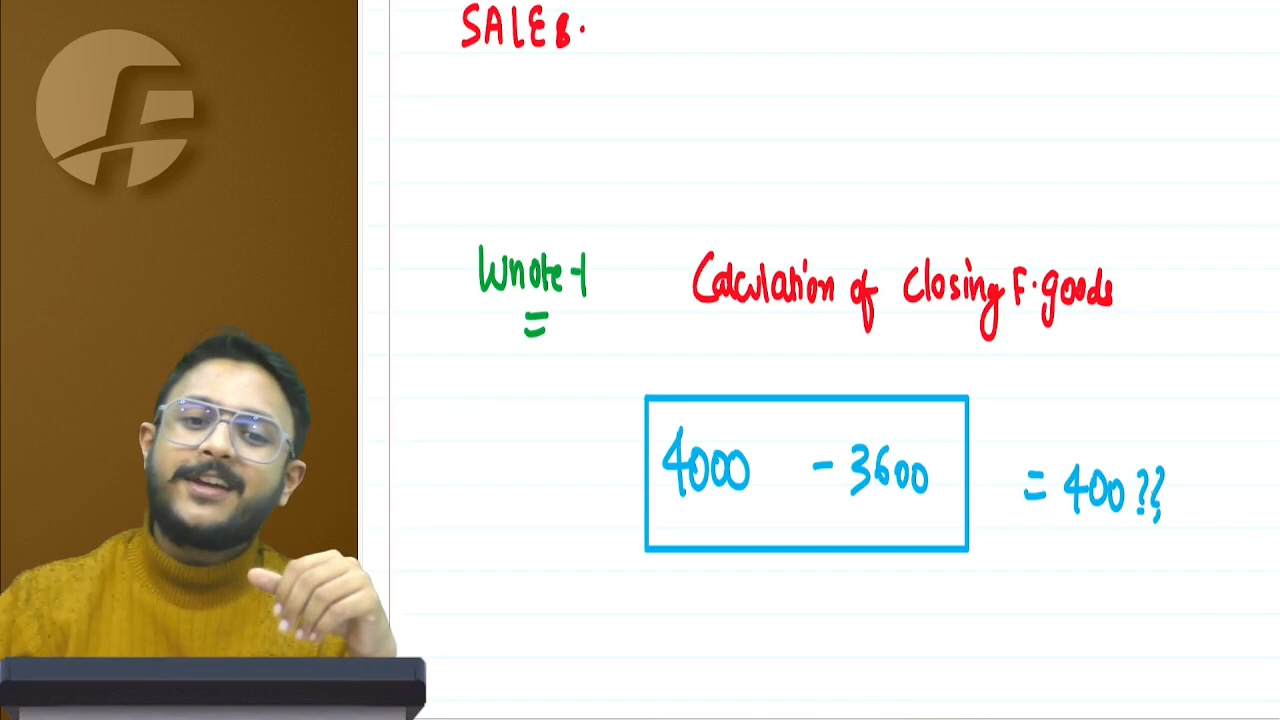 SALES.
Wnote-1 Calculation of Closing F. goods
4000 - 3600 = 400??